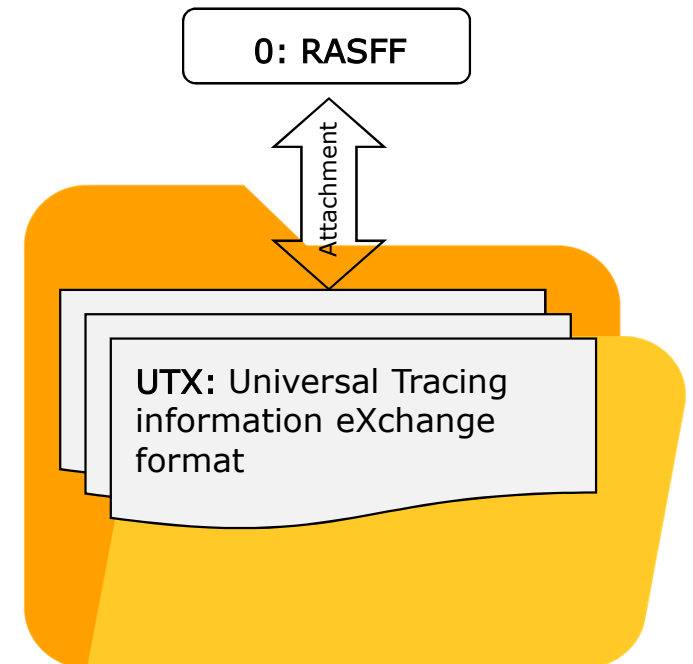 0: RASFF
Attachment
UTX: Universal Tracing
information eXchange
format